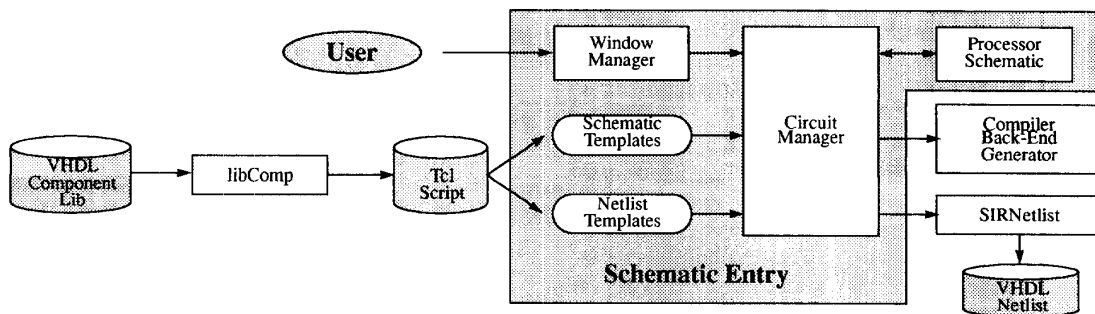 User
Window
Manager
Processor
Schematic
Schematic
Templates
Circuit
Manager
Compiler
Back-End
Generator
VHDL
Component
Lib
libComp
Tcl
Script
Netlist
Templates
SIRNetlist
Schematic Entry
VHDL
Netlist